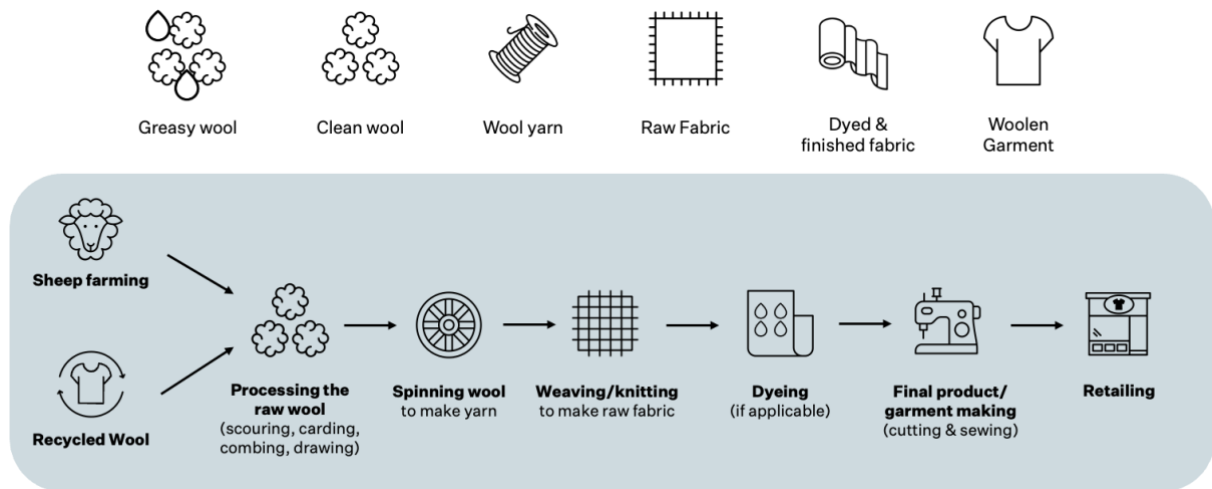 Greasy wool
Clean wool
Wool yarn
Raw Fabric
Dyed &
finished fabric
Woolen
Garment
Sheep farming
Recycled Wool
Processing the
raw wool
(scouring, carding,
combing, drawing)
Spinning wool
to make yarn
Weaving/knitting
to make raw fabric
Dyeing
(if applicable)
Final product/
garment making
(cutting & sewing)
Retailing